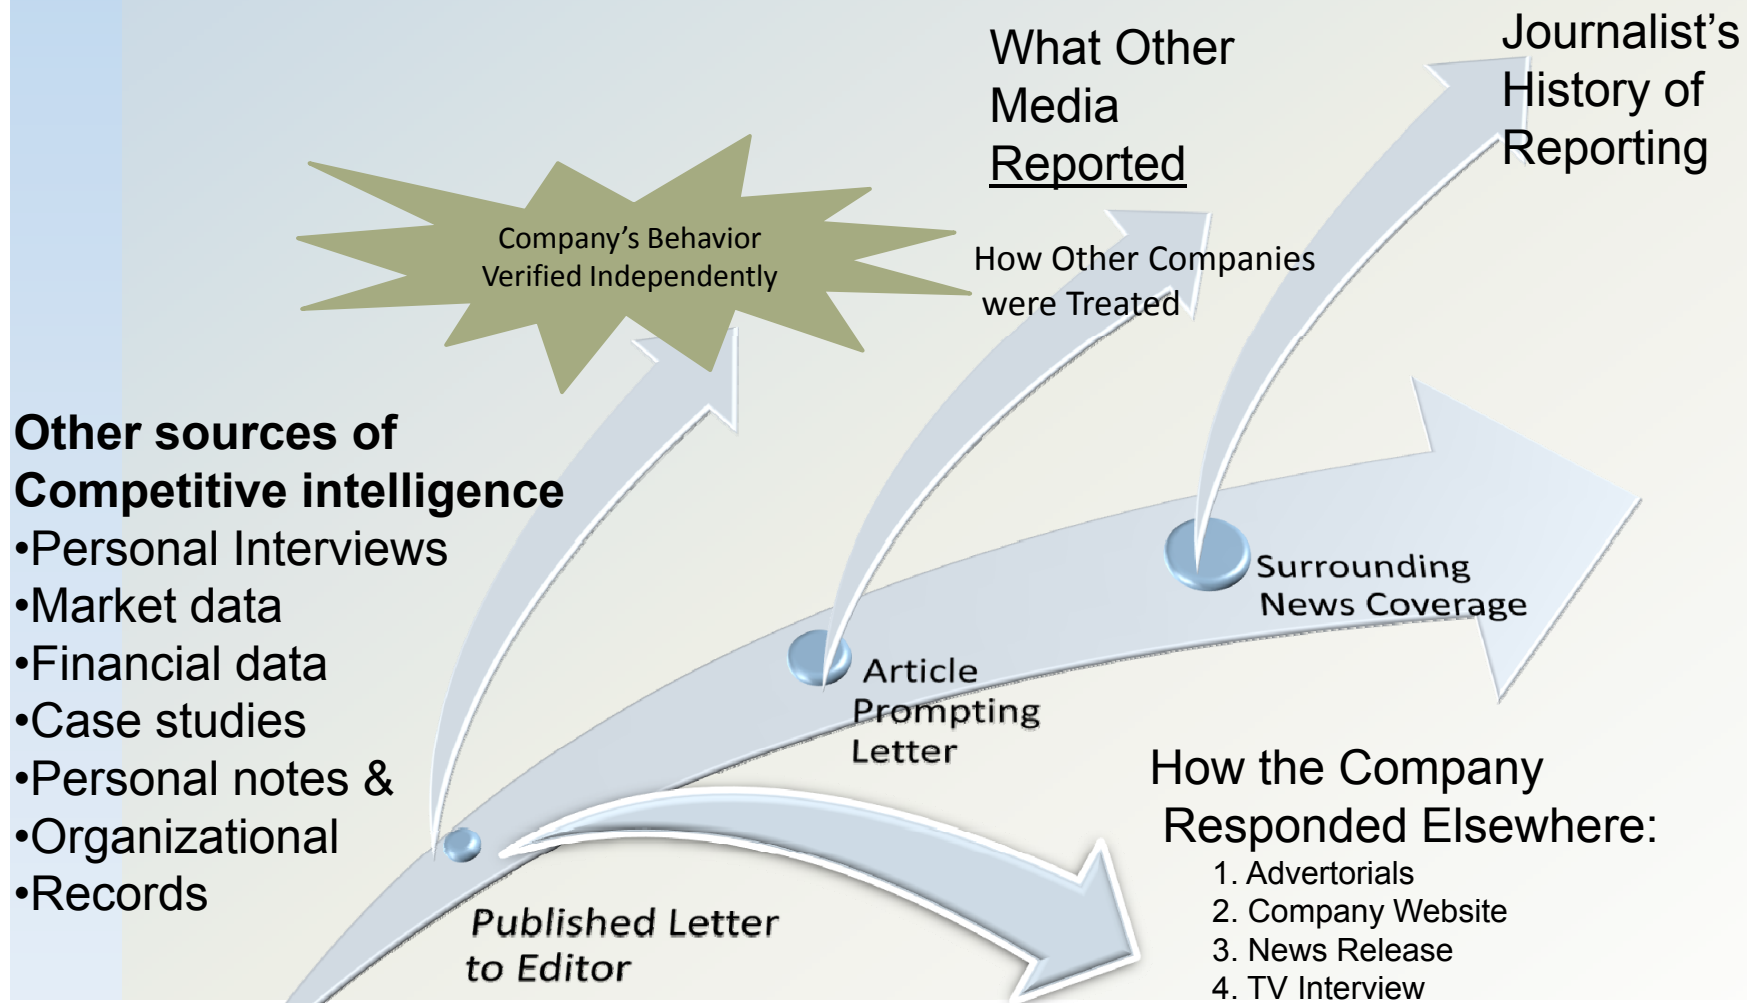 What Other
Media
Reported
Journalist’s
History of
Reporting
Company’s Behavior
Verified Independently
How Other Companies
were Treated
Other sources of
Competitive intelligence
•Personal Interviews
•Market data
•Financial data
•Case studies
•Personal notes &
•Organizational
•Records
Surrounding
News Coverage
Article
Prompting
Letter
Published Letter
to Editor
How the Company
Responded Elsewhere:
1. Advertorials
2. Company Website
3. News Release
4. TV Interview